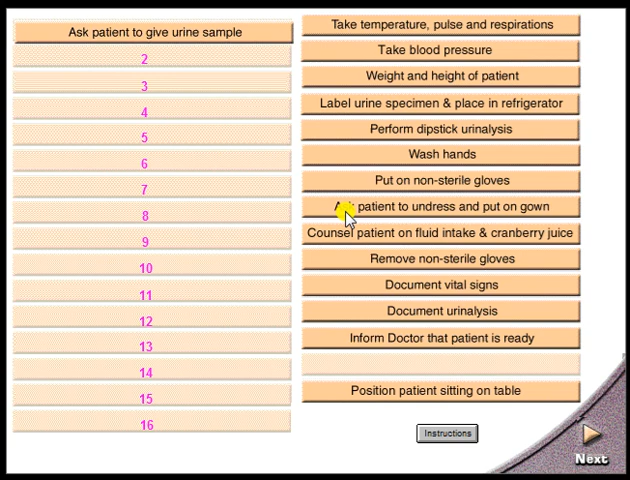 Ask patient to give urine sample
2
3
4
5
6
7
8
9
10
11
12
13
14
15
16
Take temperature, pulse and respirations
Take blood pressure
Weight and height of patient
Label urine specimen & place in refrigerator
Perform dipstick urinalysis
Wash hands
Put on non-sterile gloves
Ask patient to undress and put on gown
Counsel patient on fluid intake & cranberry juice
Remove non-sterile gloves
Document vital signs
Document urinalysis
Inform Doctor that patient is ready
Position patient sitting on table
Instructions
Next